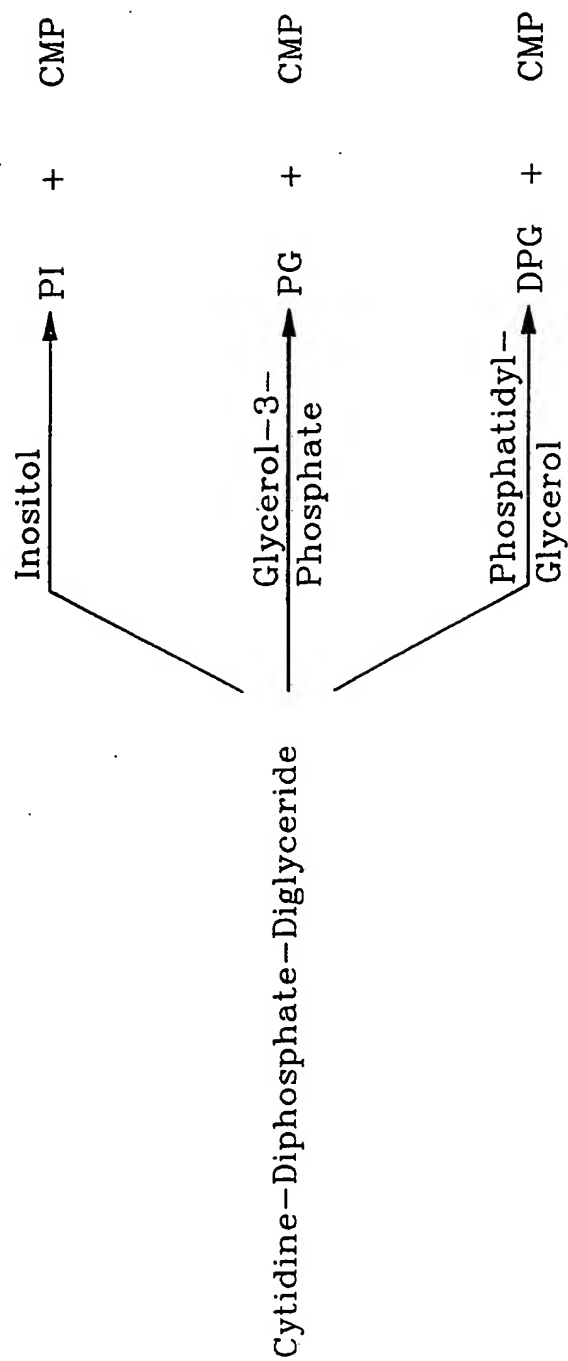 Inositol
PI + CMP
Cytidine-Diphosphate-Diglyceride
Glycerol-3-
Phosphate
PG + CMP
Phosphatidyl-
Glycerol
DPG + CMP